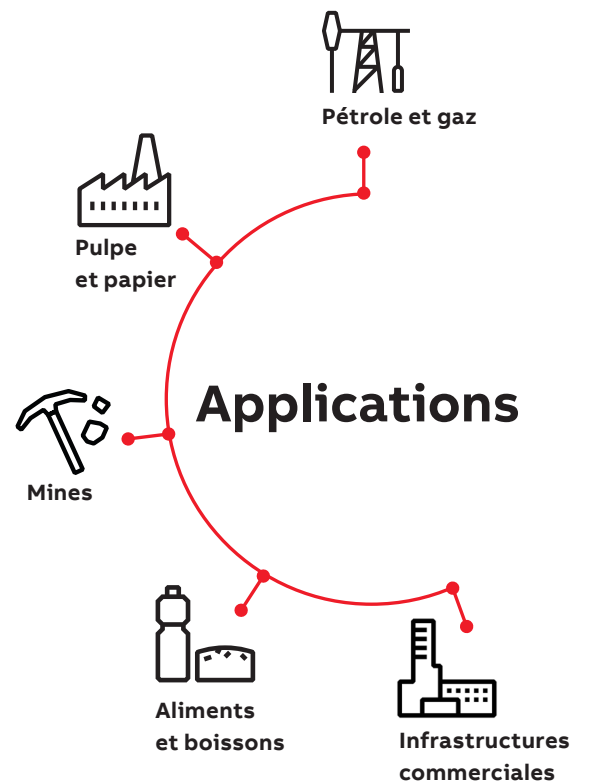 Pétrole et gaz
Pulpe
et papier
Applications
Mines
Aliments
et boissons
Infrastructures
commerciales